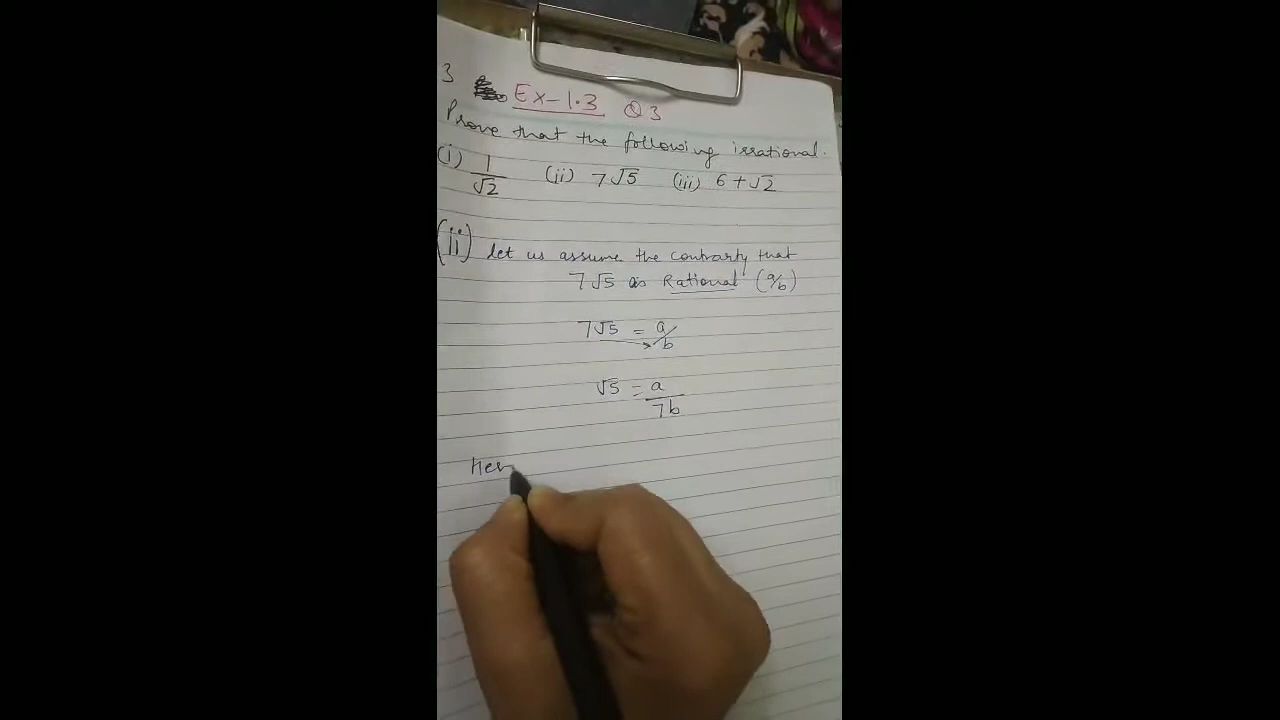 3 Ex-1.3 Q3
Prove that the following irrational.
(i) 1/√2 (ii) 7√5 (iii) 6+√2
(ii) let us assume the contrarty that
7√5 as Rational (a/b)
7√5 = a/b
√5 = a/7b
Her